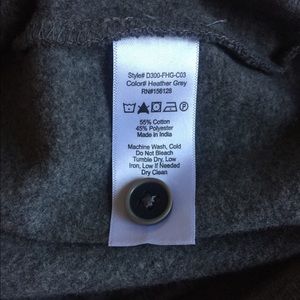 Style# D300-FHG-C03
Color# Heather Grey
RN#156128
55% Cotton
45% Polyester
Made In India
Machine Wash, Cold
Do Not Bleach
Tumble Dry, Low
Iron, Low If Needed
Dry Clean